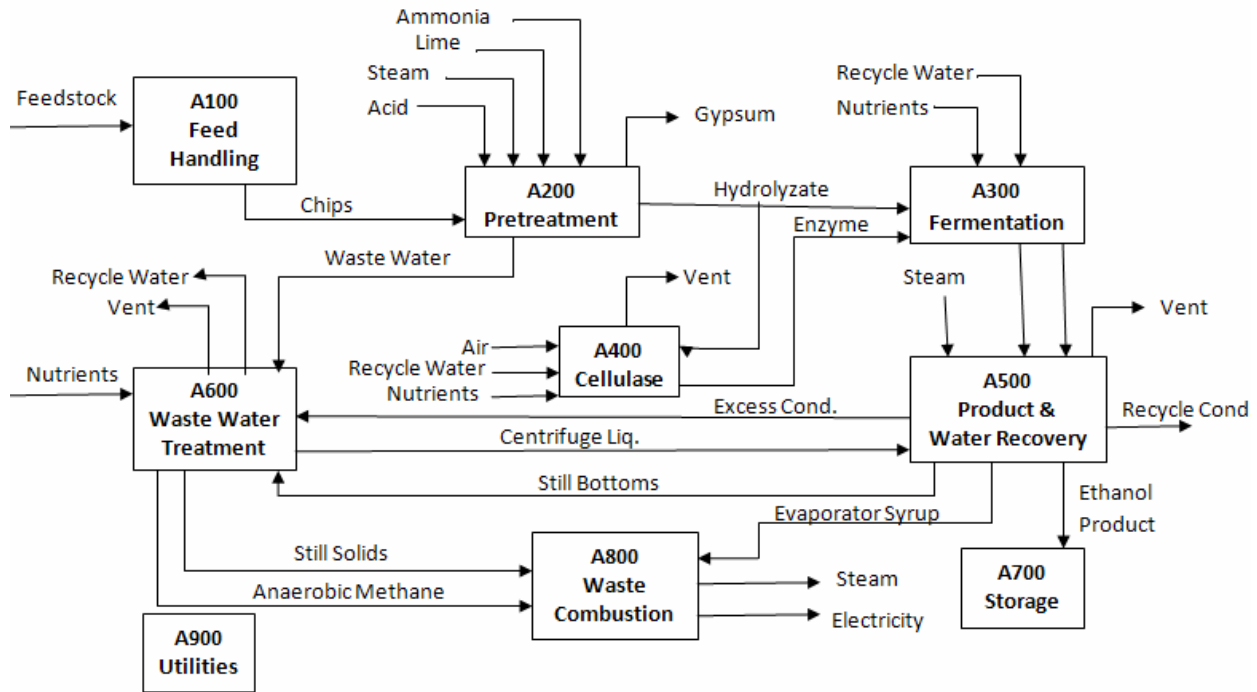 Ammonia
Lime
Steam
Acid
Recycle Water
Nutrients
Feedstock
A100
Feed
Handling
Gypsum
A200
Pretreatment
Hydrolyzate
A300
Fermentation
Chips
Enzyme
Waste Water
Recycle Water
Vent
Vent
Steam
Vent
Air
Recycle Water
Nutrients
A400
Cellulase
Nutrients
A600
Waste Water
Treatment
Excess Cond.
Centrifuge Liq.
Still Bottoms
A500
Product &
Water Recovery
Recycle Cond
Evaporator Syrup
Ethanol
Product
Still Solids
Anaerobic Methane
A800
Waste
Combustion
Steam
Electricity
A700
Storage
A900
Utilities